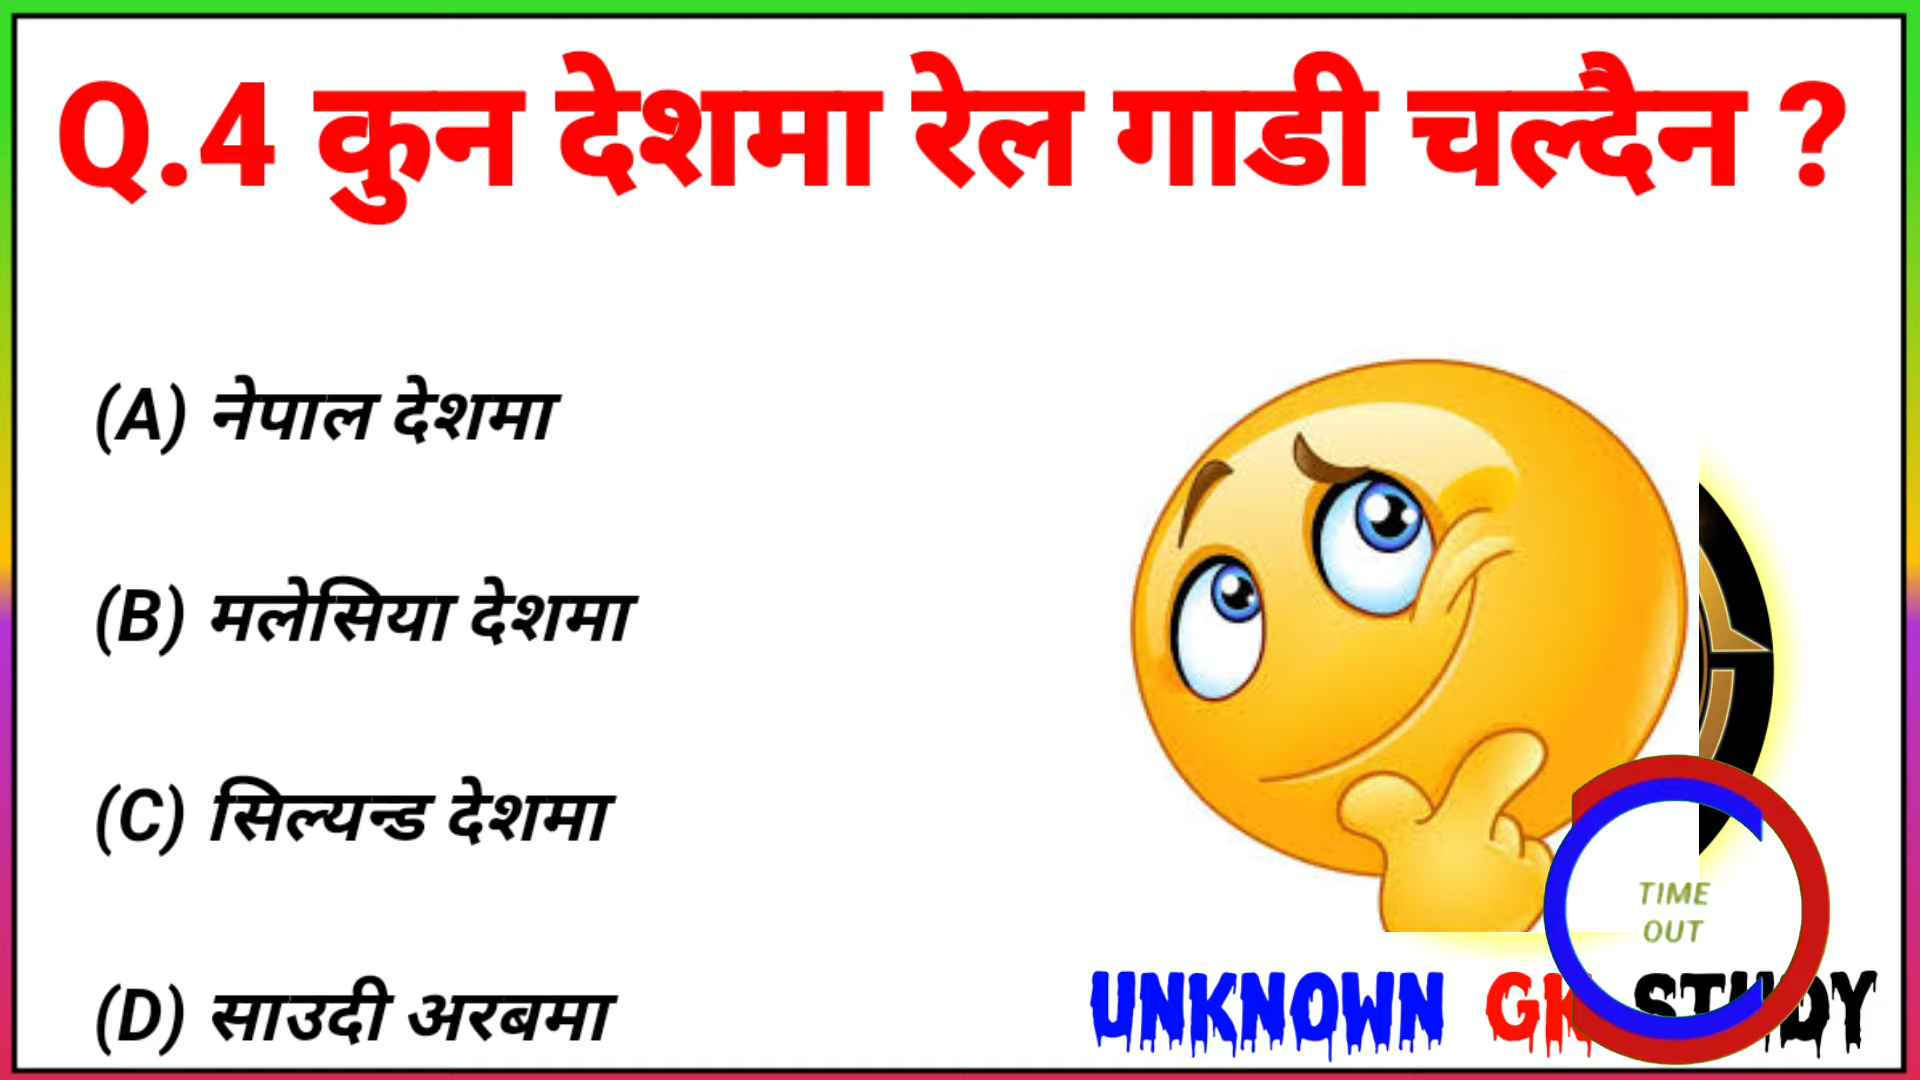 Q.4 कुन देशमा रेल गाडी चल्दैन ?
(A) नेपाल देशमा
(B) मलेसिया देशमा
(C) सिल्यन्ड देशमा
(D) साउदी अरबमा
TIME
OUT
UNKNOWN GK STUDY